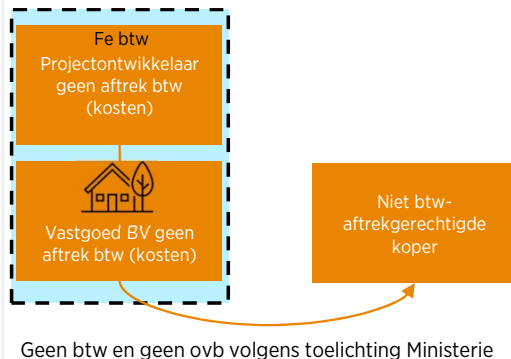 Fe btw
Projectontwikkelaar
geen aftrek btw
(kosten)
Vastgoed BV geen
aftrek btw (kosten)
Niet btw-
aftrekgerechtigde
koper
Geen btw en geen ovb volgens toelichting Ministerie